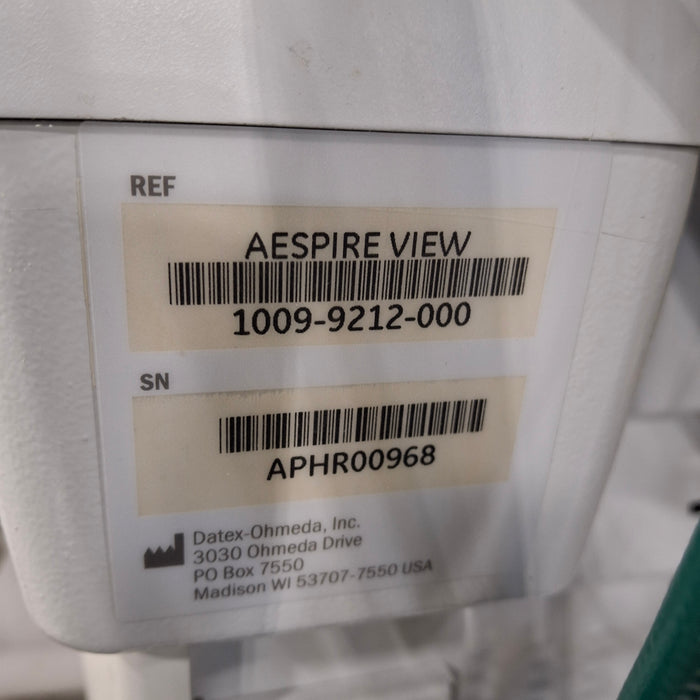 REF
AESPIRE VIEW
1009-9212-000
SN
APHR00968
Datex-Ohmeda, Inc.
3030 Ohmeda Drive
PO Box 7550
Madison WI 53707-7550 USA